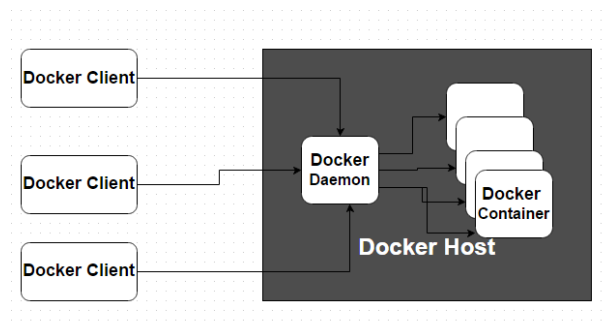 Docker Client
Docker Client
Docker Client
Docker
Daemon
Docker
Container
Docker Host